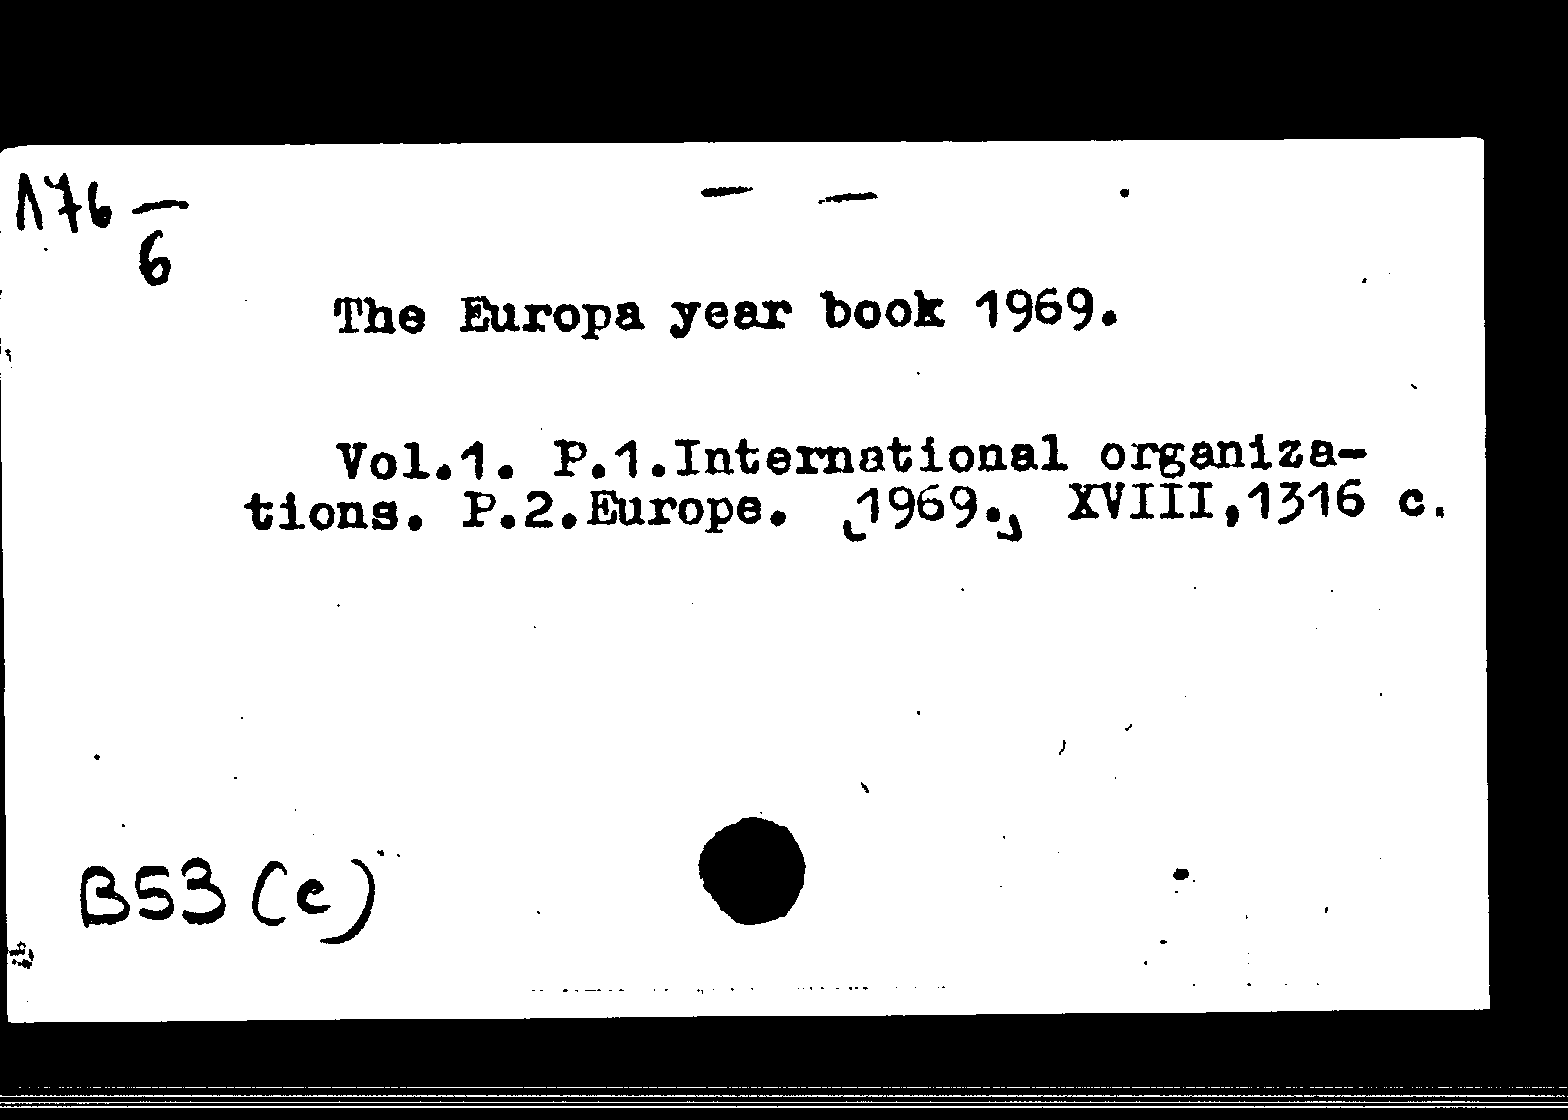 Л76 —
6
The Europa year book 1969.
Vol.1. P.1.International organiza-
tions. P.2.Europe. [1969.] XVIII,1316 c.
B53(c)